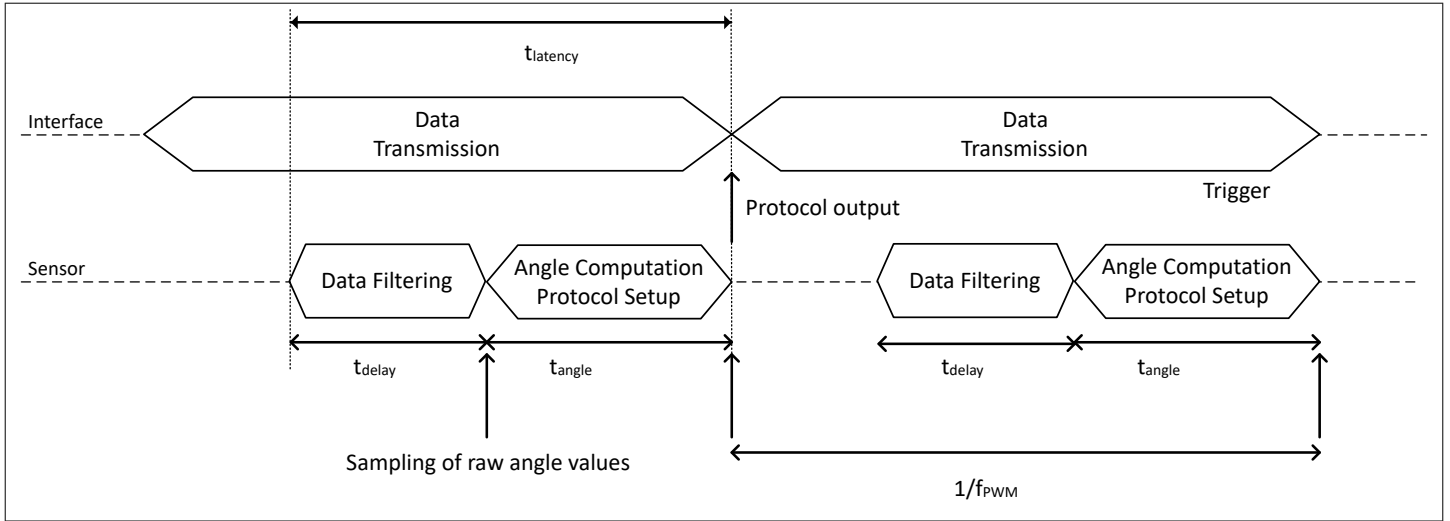 tlatency
Interface
Data
Transmission
Data
Transmission
Trigger
Protocol output
Sensor
Data Filtering
Angle Computation
Protocol Setup
Data Filtering
Angle Computation
Protocol Setup
tdelay
tangle
tdelay
tangle
Sampling of raw angle values
1/fPWM